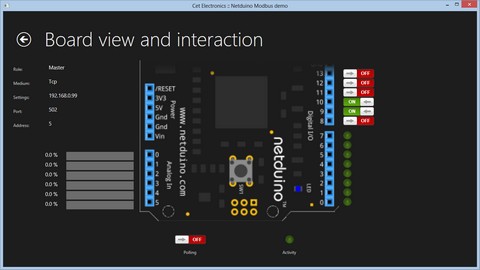 Cet Electronics :: Netduino Modbus demo
Board view and interaction
Role:
Master
Medium:
Tcp
Settings:
192.168.0.99
Port:
502
Address:
5
0.0 %
0.0 %
0.0 %
0.0 %
0.0 %
0.0 %
/RESET
3V3
5V
Gnd
Gnd
Vin
Power
www.netduino.com
0
1
2
3
4
5
Analog In
SW1
netduino
TM
LED
Digital I/O
13
12
11
10
9
8
7
6
5
4
3
2
1
0
OFF
OFF
OFF
ON
ON
OFF
OFF
Polling
Activity